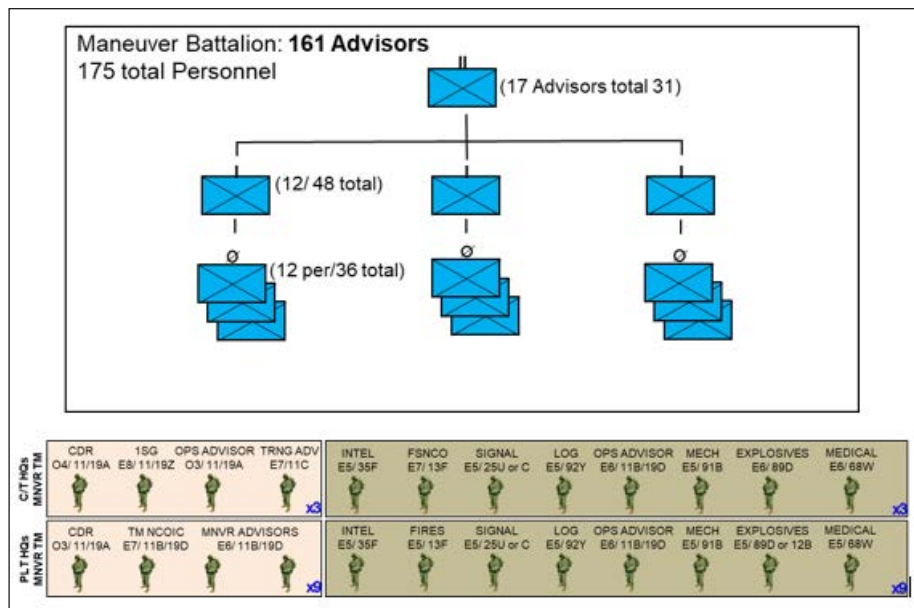 Maneuver Battalion: 161 Advisors
175 total Personnel
(17 Advisors total 31)
(12/ 48 total)
(12 per/36 total)
C/T HQs
MNVR TM
CDR 1SG OPS ADVISOR TRNG ADV
O4/ 11/19A E8/ 11/19Z O3/ 11/19A E7/11C
x3
INTEL FSNCO SIGNAL LOG OPS ADVISOR MECH EXPLOSIVES MEDICAL
E5/ 35F E7/ 13F E5/ 25U or C E5/ 92Y E6/ 11B/19D E5/ 91B E6/ 89D E6/ 68W
x3
PLT HQs
MNVR TM
CDR TM NCOIC MNVR ADVISORS
O3/ 11/19A E7/ 11B/19D E6/ 11B/19D
x9
INTEL FIRES SIGNAL LOG OPS ADVISOR MECH EXPLOSIVES MEDICAL
E5/ 35F E5/ 13F E5/ 25U or C E5/ 92Y E6/ 11B/19D E5/ 91B E5/ 89D or 12B E5/ 68W
x9